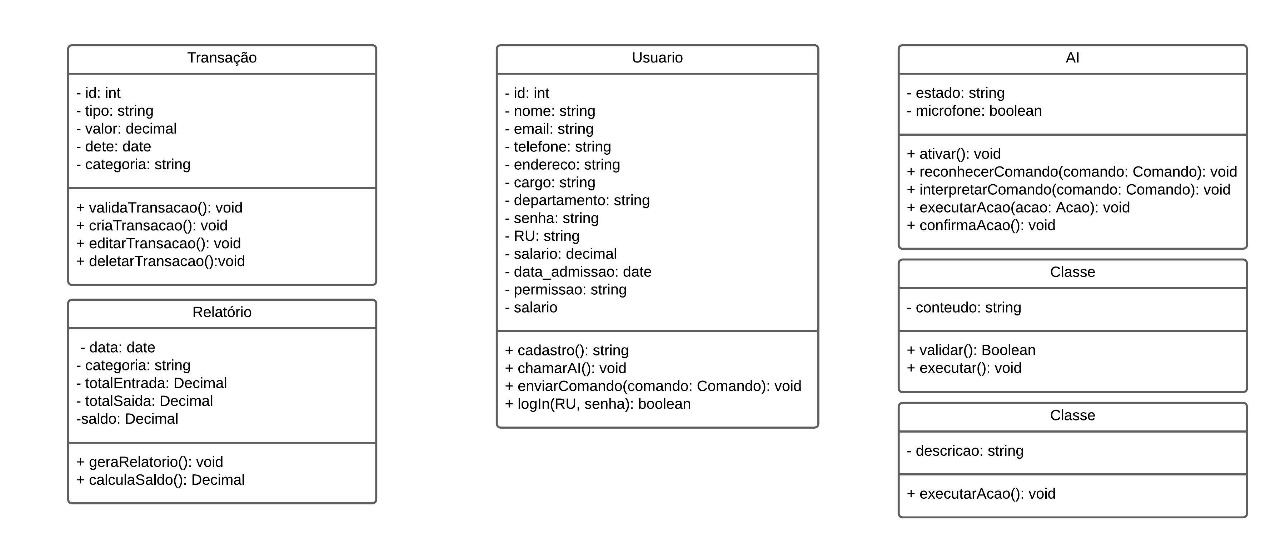 Transação
- id: int
- tipo: string
- valor: decimal
- dete: date
- categoria: string
+ validaTransacao(): void
+ criaTransacao(): void
+ editarTransacao(): void
+ deletarTransacao():void
Relatório
- data: date
- categoria: string
- totalEntrada: Decimal
- totalSaida: Decimal
-saldo: Decimal
+ geraRelatorio(): void
+ calculaSaldo(): Decimal
Usuario
- id: int
- nome: string
- email: string
- telefone: string
- endereco: string
- cargo: string
- departamento: string
- senha: string
- RU: string
- salario: decimal
- data_admissao: date
- permissao: string
- salario
+ cadastro(): string
+ chamarAI(): void
+ enviarComando(comando: Comando): void
+ logIn(RU, senha): boolean
AI
- estado: string
- microfone: boolean
+ ativar(): void
+ reconhecerComando(comando: Comando): void
+ interpretarComando(comando: Comando): void
+ executarAcao(acao: Acao): void
+ confirmaAcao(): void
Classe
- conteudo: string
+ validar(): Boolean
+ executar(): void
Classe
- descricao: string
+ executarAcao(): void